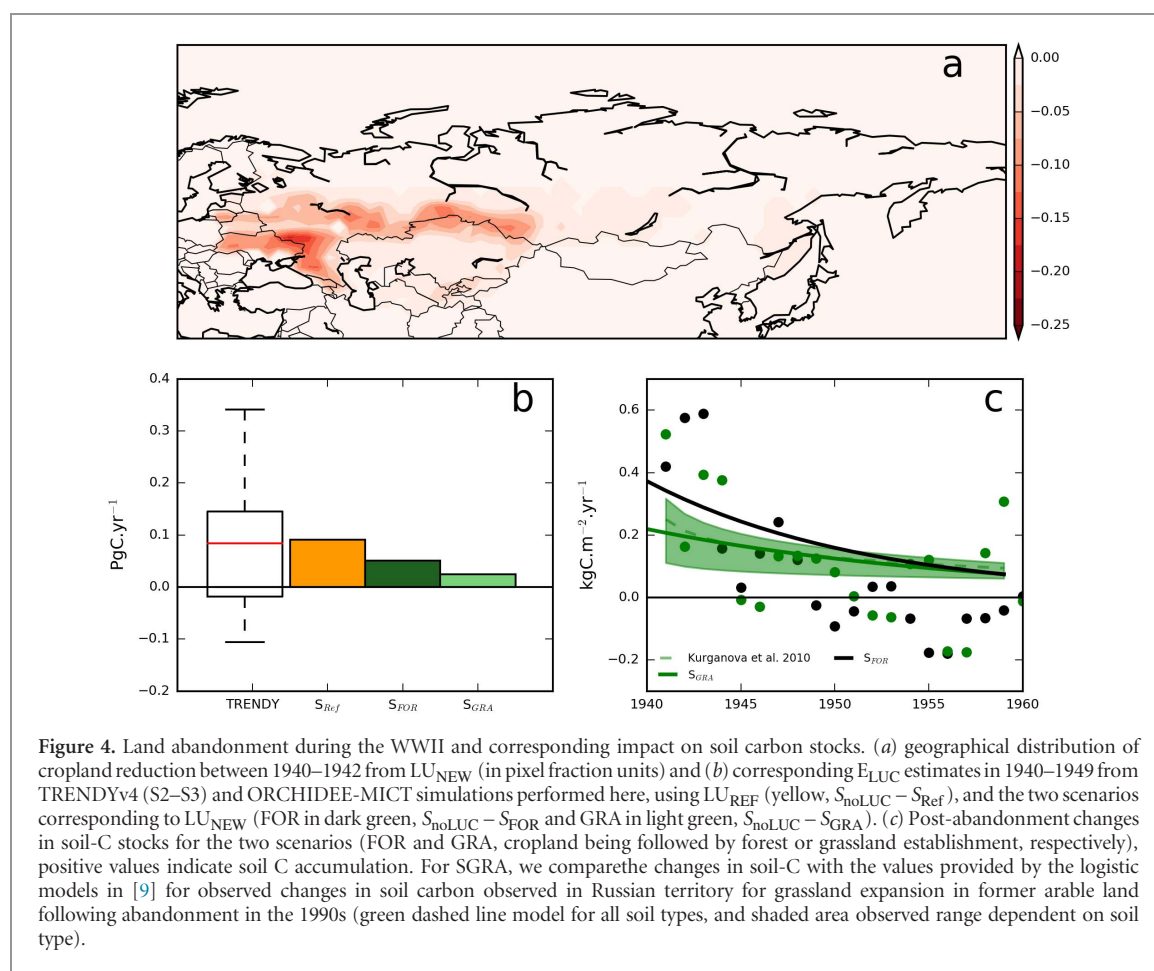 a
0.00
−0.05
−0.10
−0.15
−0.20
−0.25
b
PgC.yr−1
0.4
0.3
0.2
0.1
0.0
−0.1
−0.2
TRENDY SRef SFOR SGRA
c
kgC.m−2.yr−1
0.6
0.4
0.2
0.0
−0.2
Kurganova et al. 2010 SFOR
SGRA
1940 1945 1950 1955 1960
Figure 4. Land abandonment during the WWII and corresponding impact on soil carbon stocks. (a) geographical distribution of
cropland reduction between 1940–1942 from LUNEW (in pixel fraction units) and (b) corresponding ELUC estimates in 1940–1949 from
TRENDYv4 (S2–S3) and ORCHIDEE-MICT simulations performed here, using LUREF (yellow, SnoLUC − SRef), and the two scenarios
corresponding to LUNEW (FOR in dark green, SnoLUC − SFOR and GRA in light green, SnoLUC − SGRA). (c) Post-abandonment changes
in soil-C stocks for the two scenarios (FOR and GRA, cropland being followed by forest or grassland establishment, respectively),
positive values indicate soil C accumulation. For SGRA, we comparethe changes in soil-C with the values provided by the logistic
models in [9] for observed changes in soil carbon observed in Russian territory for grassland expansion in former arable land
following abandonment in the 1990s (green dashed line model for all soil types, and shaded area observed range dependent on soil
type).